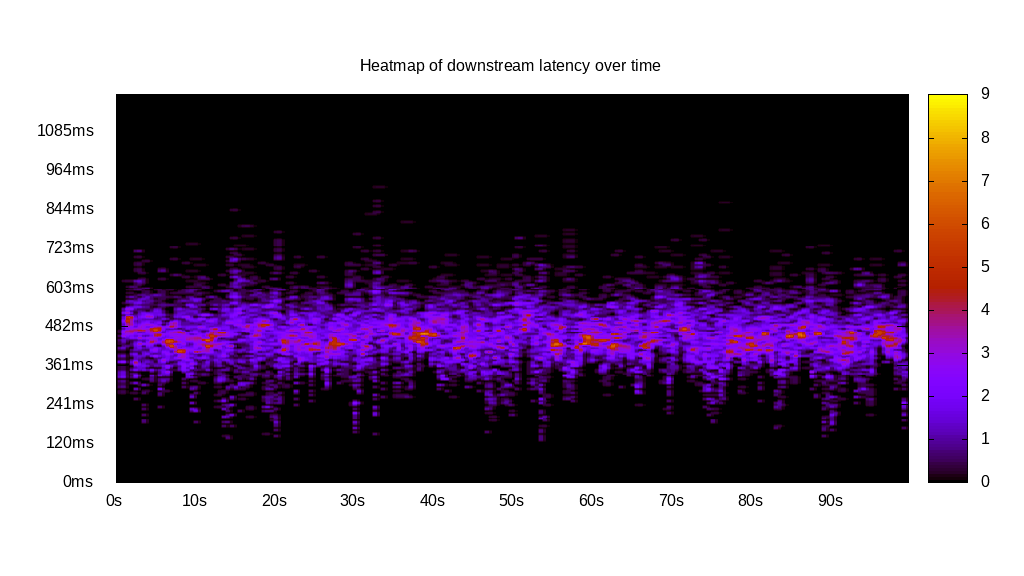 Heatmap of downstream latency over time
1085ms
964ms
844ms
723ms
603ms
482ms
361ms
241ms
120ms
0ms
0s 10s 20s 30s 40s 50s 60s 70s 80s 90s
9
8
7
6
5
4
3
2
1
0